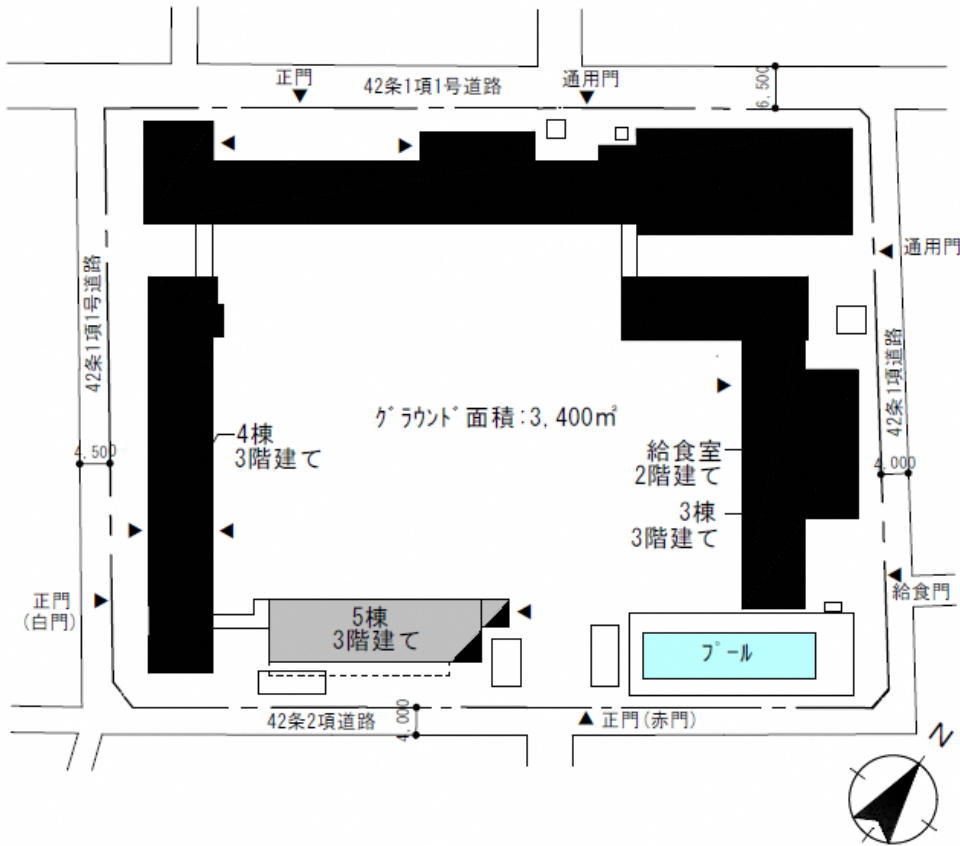 正門
42条1項1号道路
通用門
6,500
通用門
42条1項1号道路
42条1項道路
グラウンド面積:3,400㎡
4棟
3階建て
4,500
給食室
2階建て
4,000
3棟
3階建て
正門
(白門)
給食門
5棟
3階建て
プール
42条2項道路
4,000
正門(赤門)
N